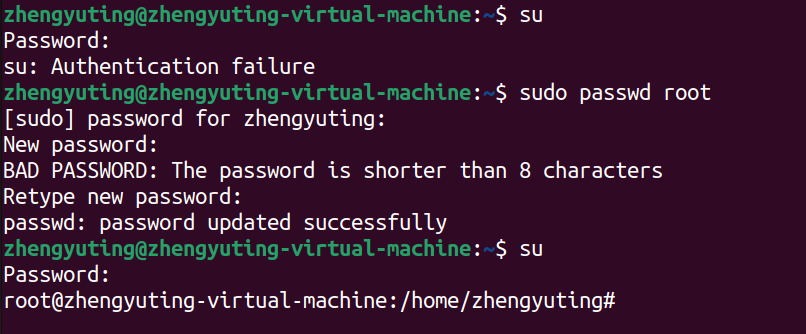 zhengyuting@zhengyuting-virtual-machine:~$ su
Password:
su: Authentication failure
zhengyuting@zhengyuting-virtual-machine:~$ sudo passwd root
[sudo] password for zhengyuting:
New password:
BAD PASSWORD: The password is shorter than 8 characters
Retype new password:
passwd: password updated successfully
zhengyuting@zhengyuting-virtual-machine:~$ su
Password:
root@zhengyuting-virtual-machine:/home/zhengyuting#